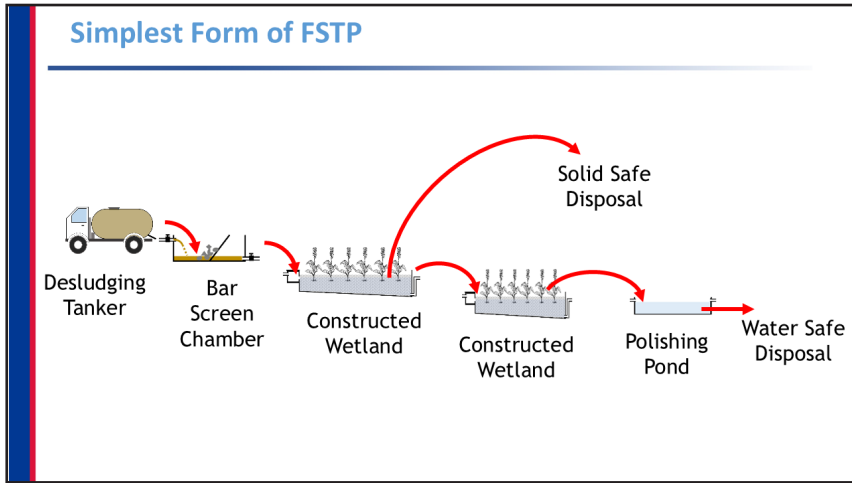 Simplest Form of FSTP
Solid Safe
Disposal
Desludging
Tanker
Bar
Screen
Chamber
Constructed
Wetland
Constructed
Wetland
Polishing
Pond
Water Safe
Disposal